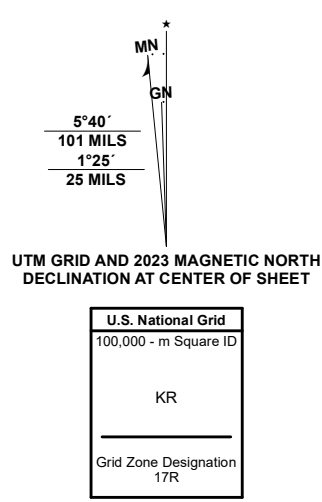 MN
GN
5°40´
101 MILS
1°25´
25 MILS
UTM GRID AND 2023 MAGNETIC NORTH
DECLINATION AT CENTER OF SHEET
U.S. National Grid
100,000 - m Square ID
KR
Grid Zone Designation
17R